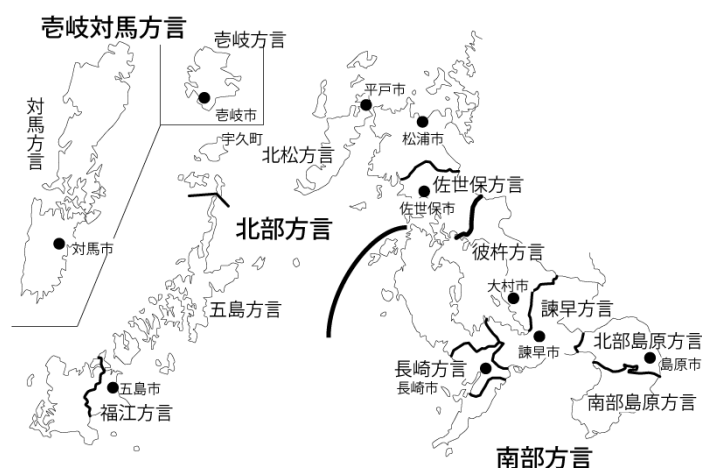 壱岐対馬方言
壱岐方言
壱岐市
対馬方言
対馬市
宇久町
平戸市
松浦市
北松方言
佐世保方言
佐世保市
北部方言
彼杵方言
大村市
五島方言
諫早方言
諫早市
北部島原方言
島原市
長崎方言
長崎市
五島市
福江方言
南部島原方言
南部方言